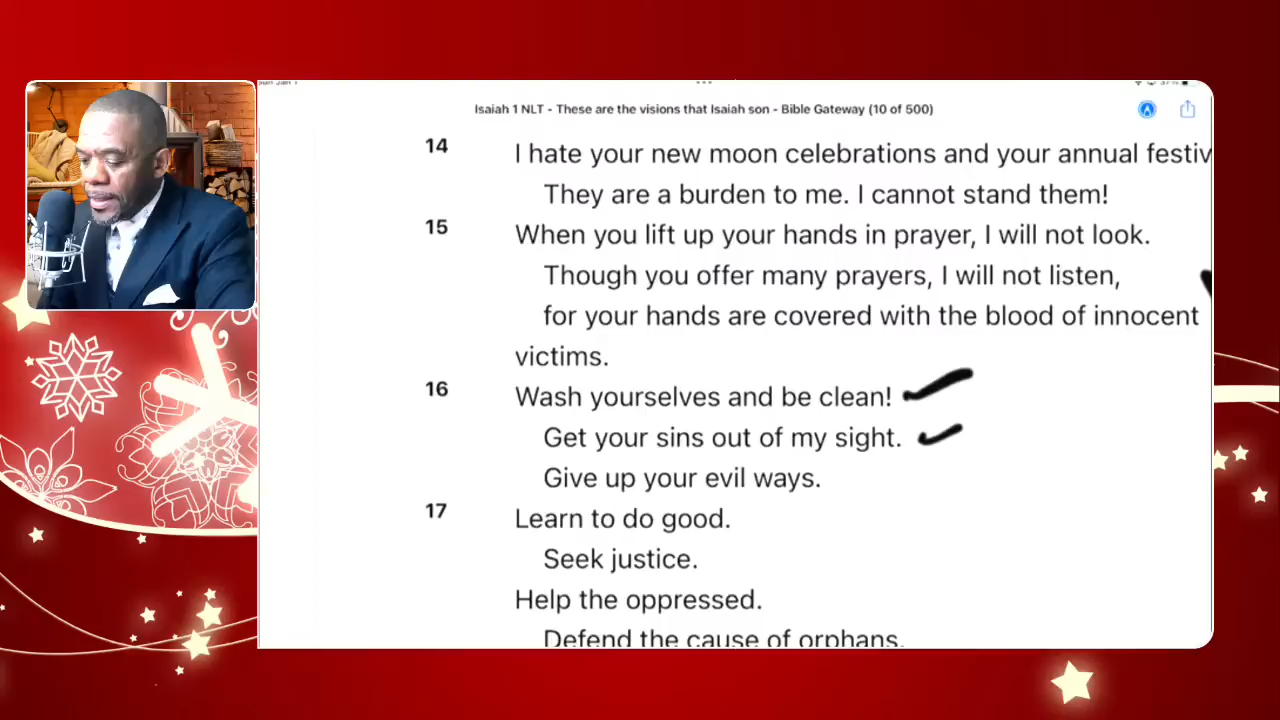 Isaiah 1 NLT - These are the visions that Isaiah son - Bible Gateway (10 of 500)
14 I hate your new moon celebrations and your annual festiv
They are a burden to me. I cannot stand them!
15 When you lift up your hands in prayer, I will not look.
Though you offer many prayers, I will not listen,
for your hands are covered with the blood of innocent
victims.
16 Wash yourselves and be clean!
Get your sins out of my sight.
Give up your evil ways.
17 Learn to do good.
Seek justice.
Help the oppressed.
Defend the cause of orphans.